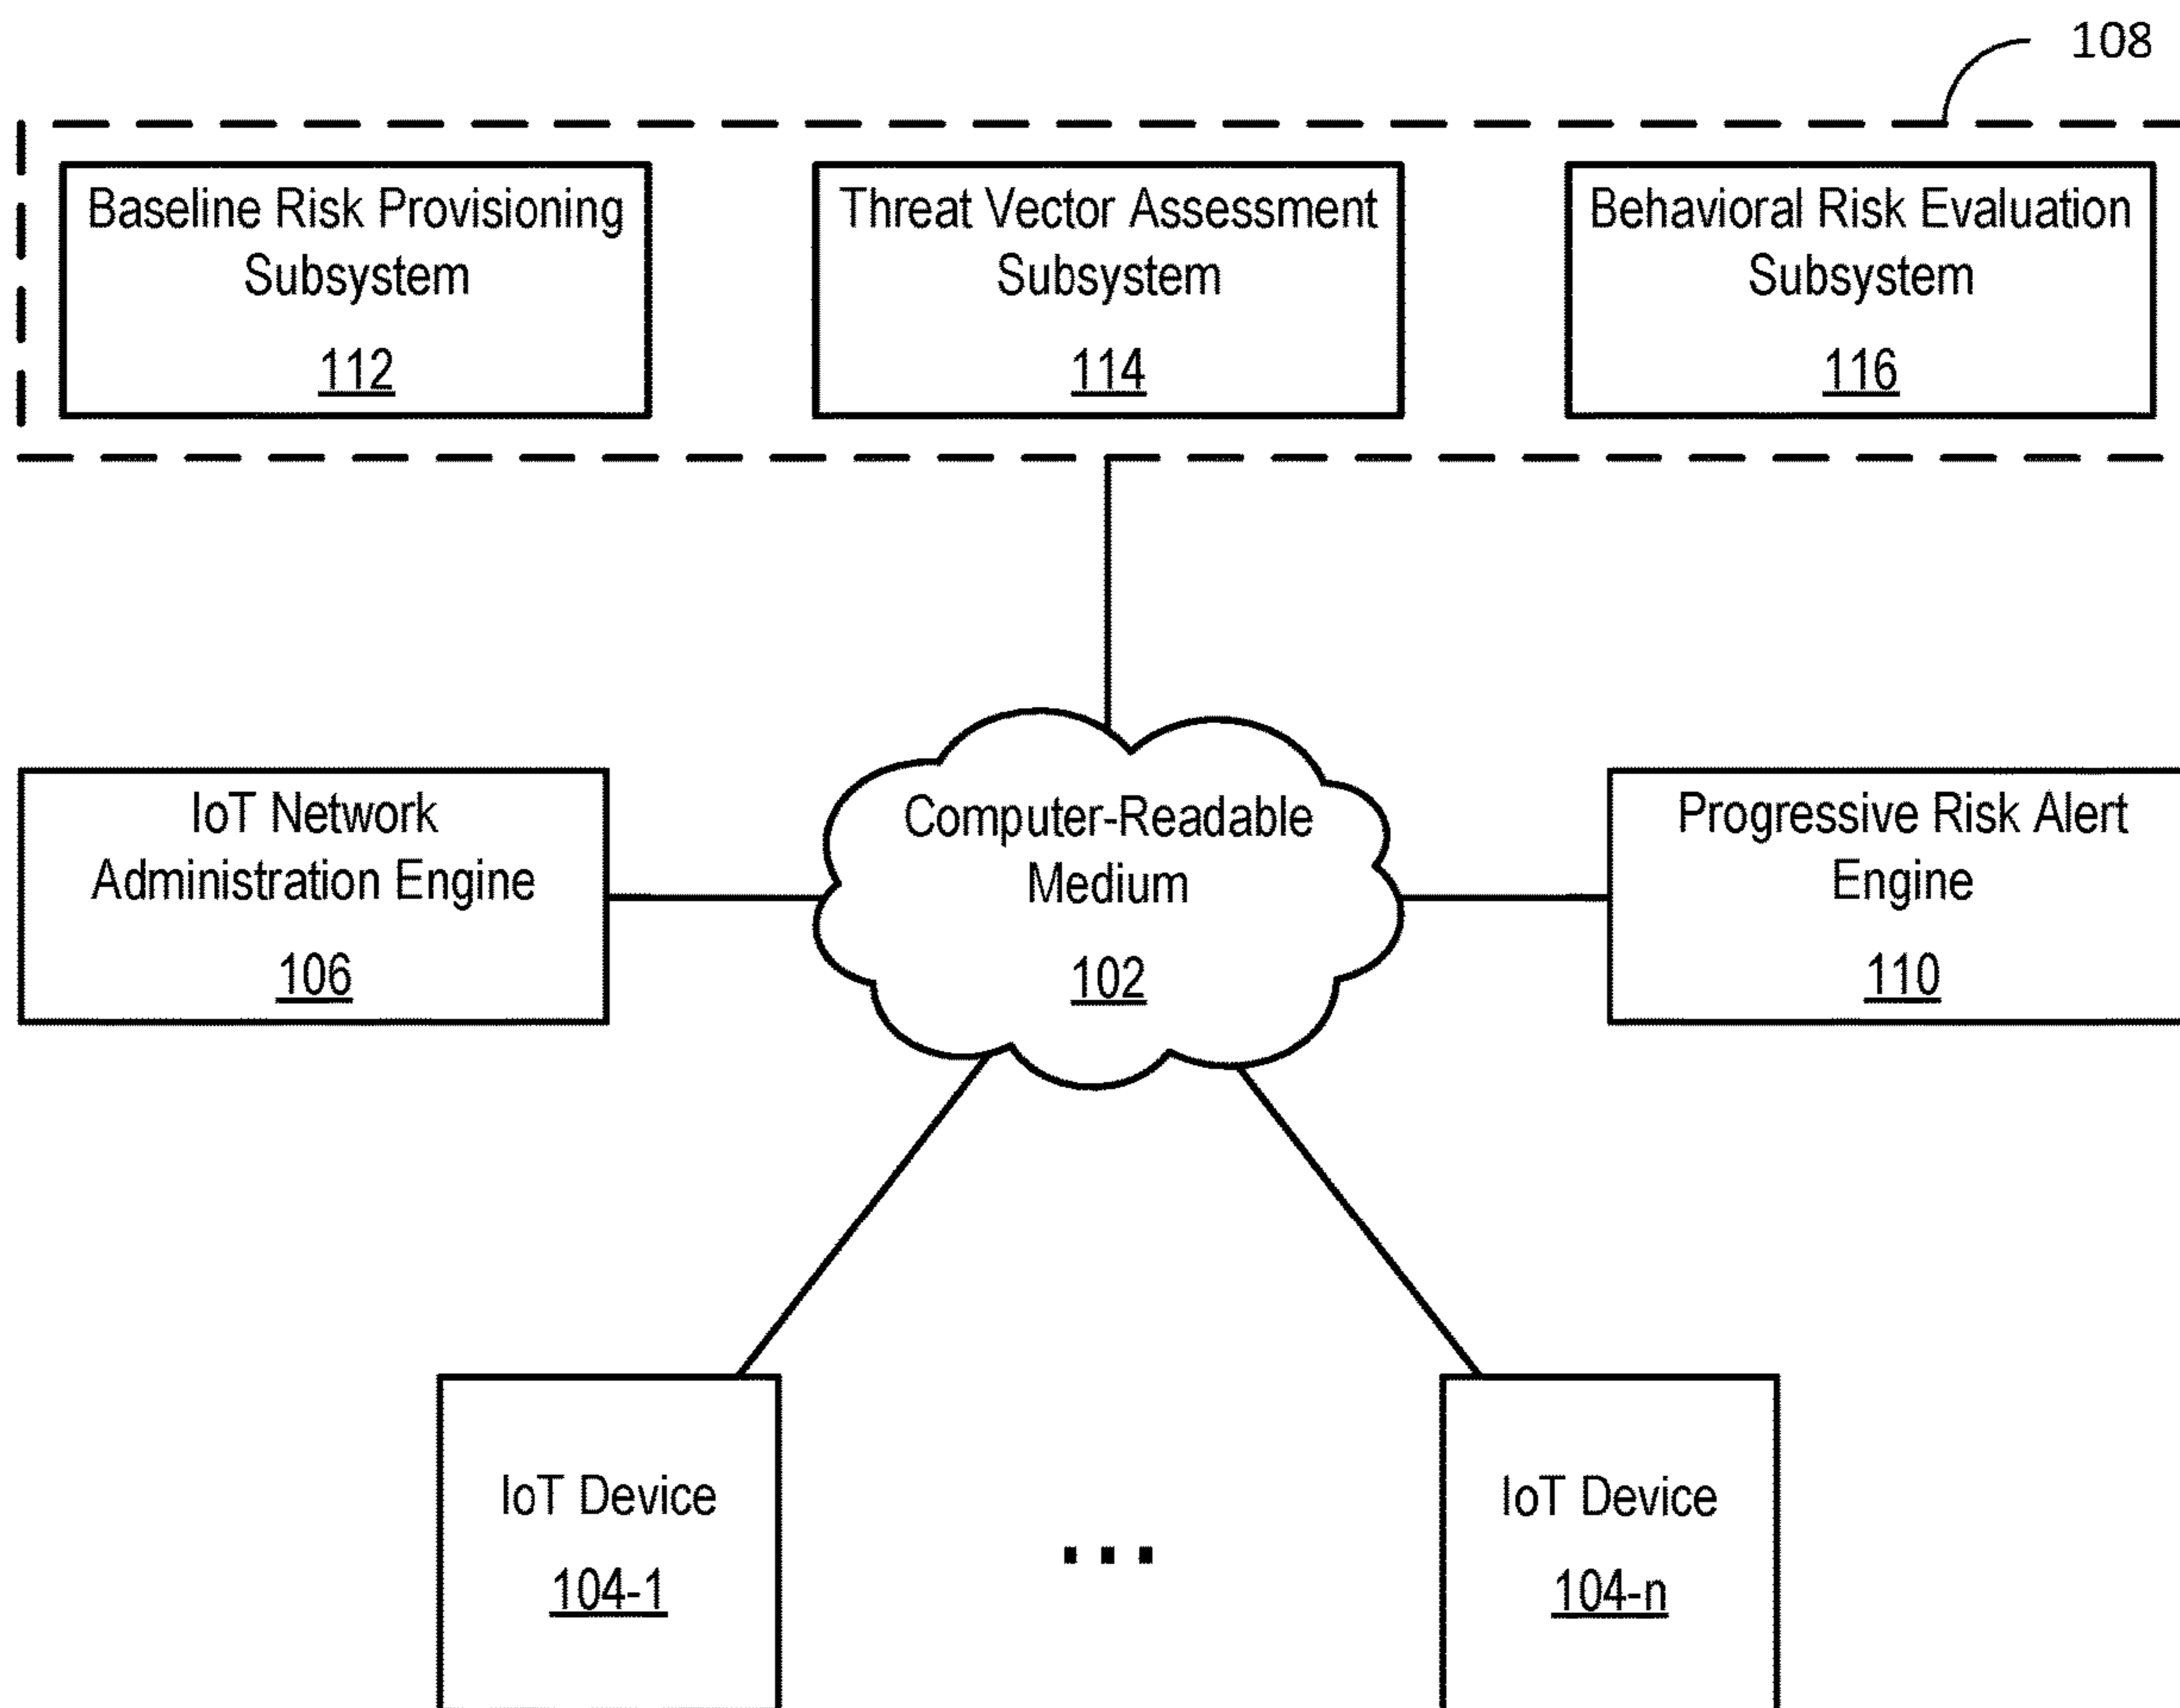 108
Baseline Risk Provisioning
Subsystem
112
Threat Vector Assessment
Subsystem
114
Behavioral Risk Evaluation
Subsystem
116
IoT Network
Administration Engine
106
Computer-Readable
Medium
102
Progressive Risk Alert
Engine
110
IoT Device
104-1
...
IoT Device
104-n